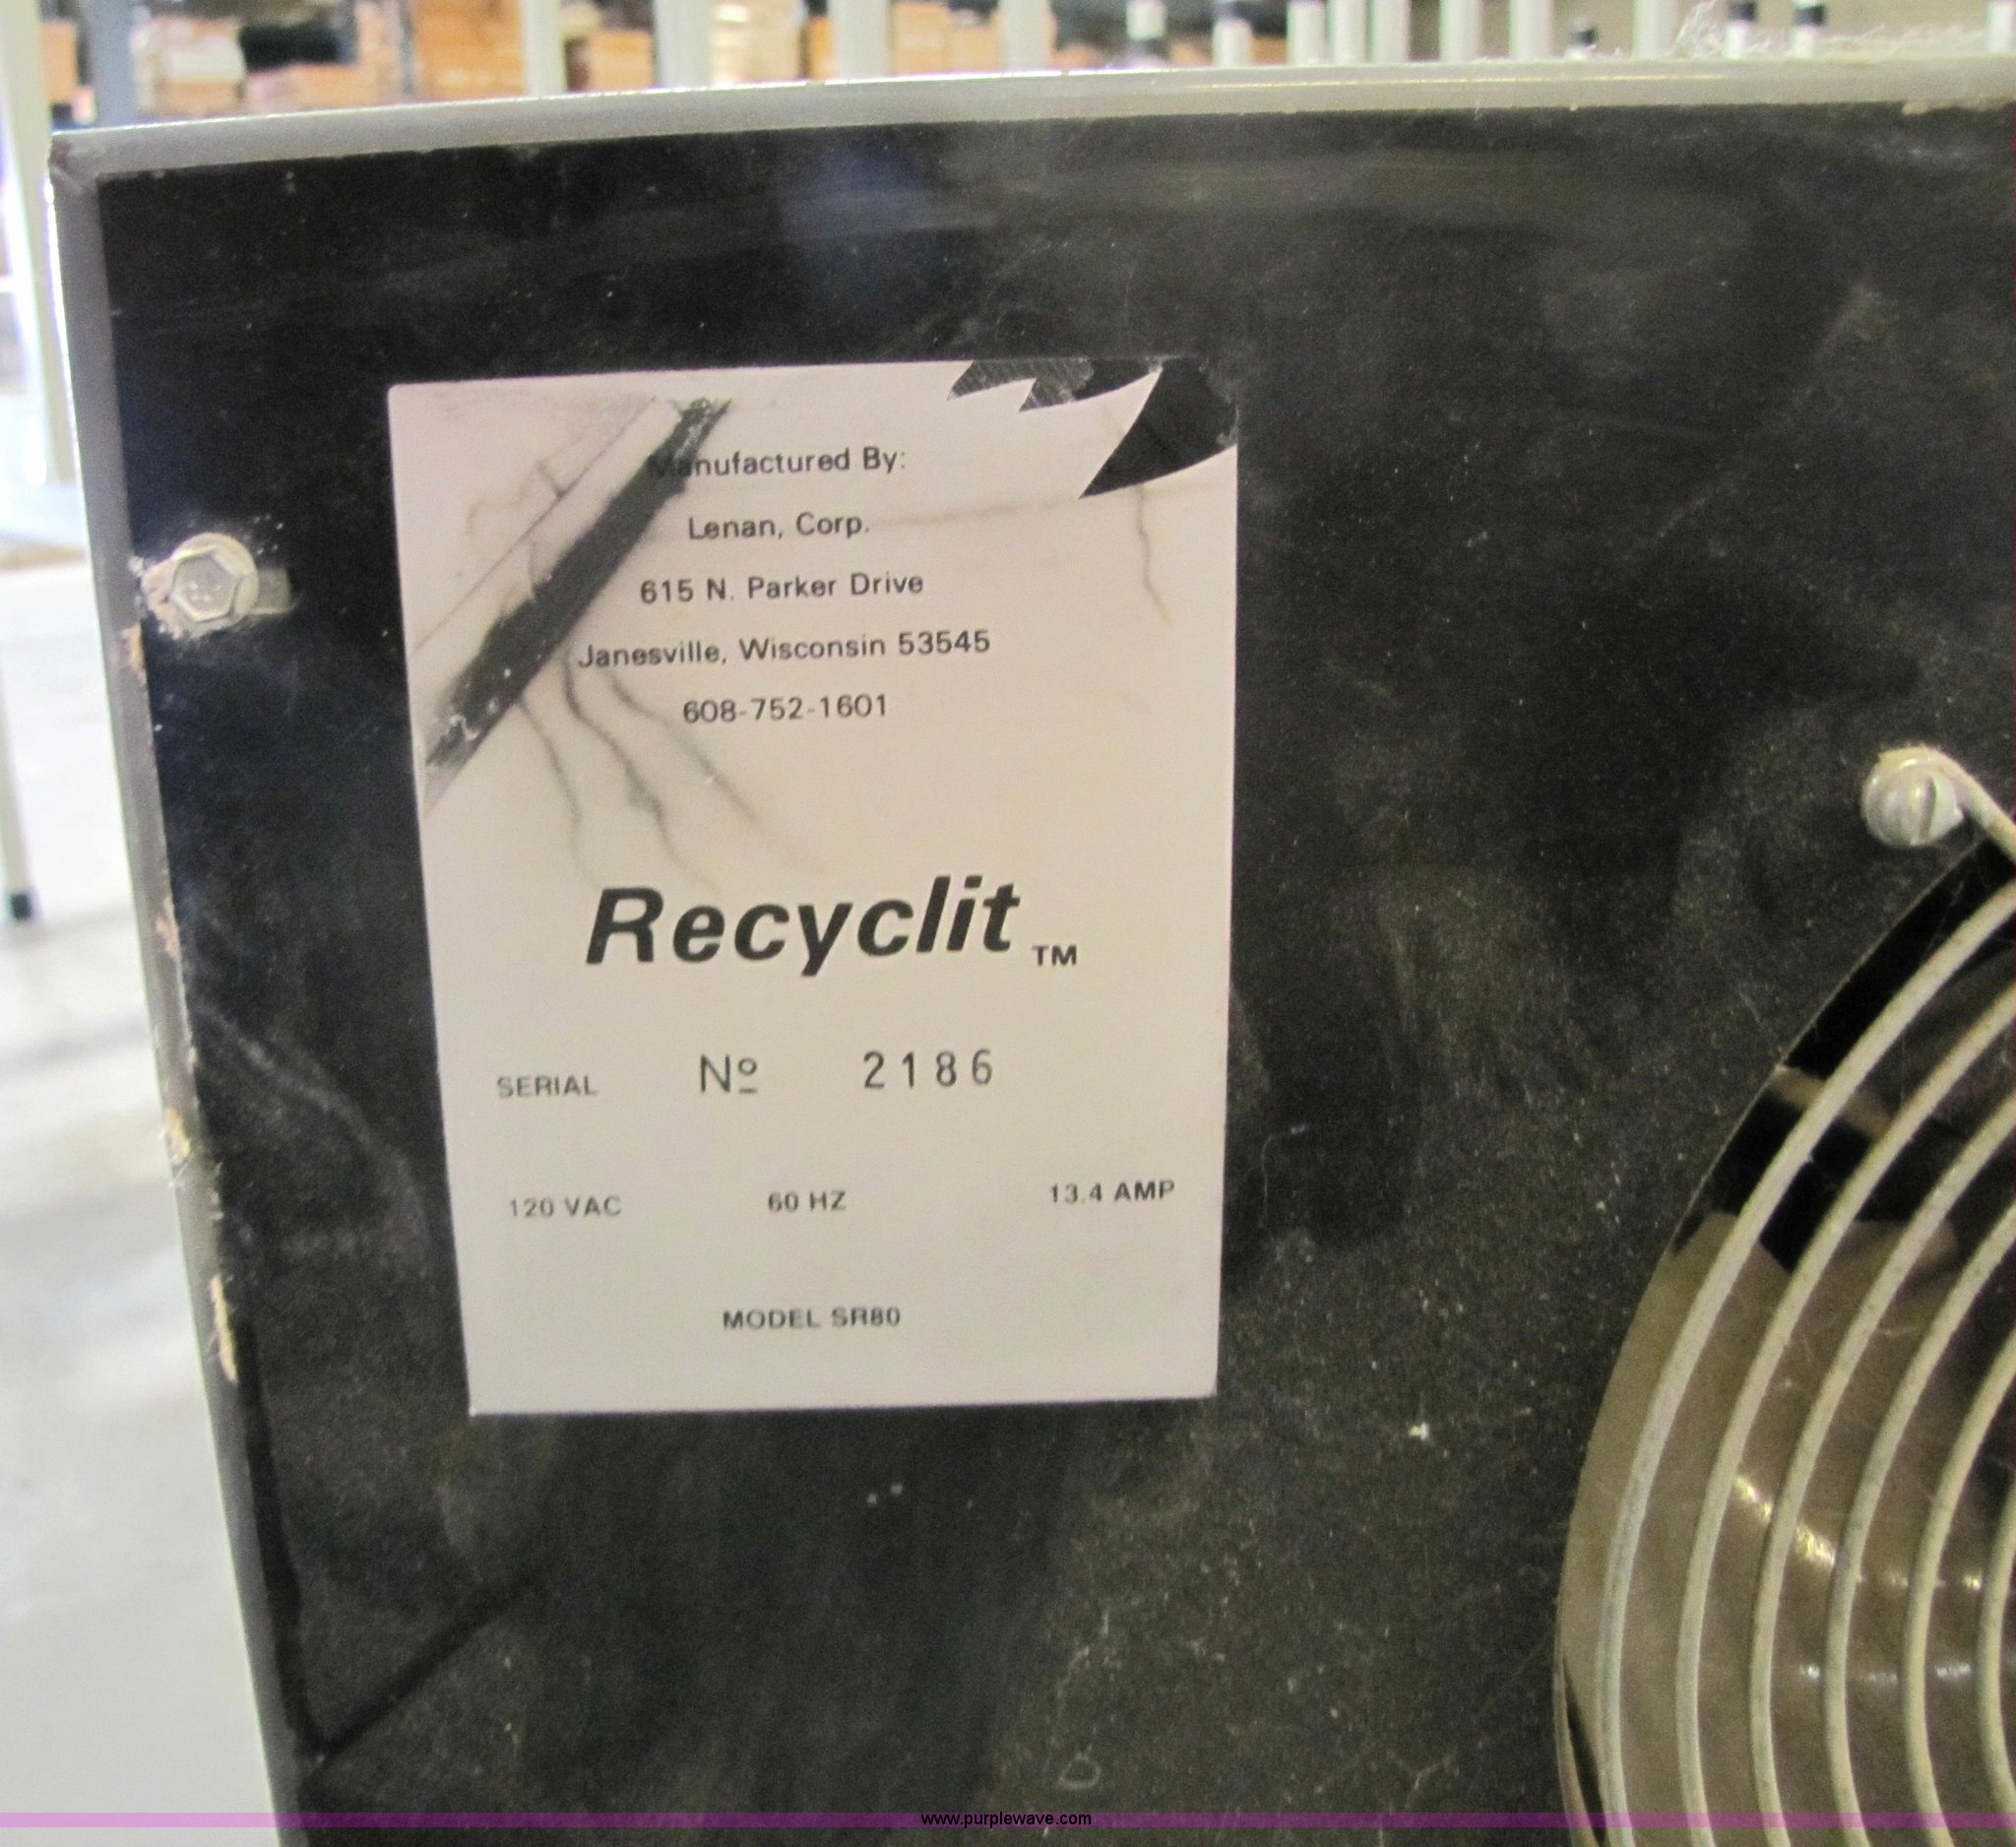 Manufactured By:
Lenan, Corp.
615 N. Parker Drive
Janesville, Wisconsin 53545
608-752-1601
Recyclit TM
SERIAL Nº 2186
120 VAC 60 HZ 13.4 AMP
MODEL SR80
www.purplewave.com